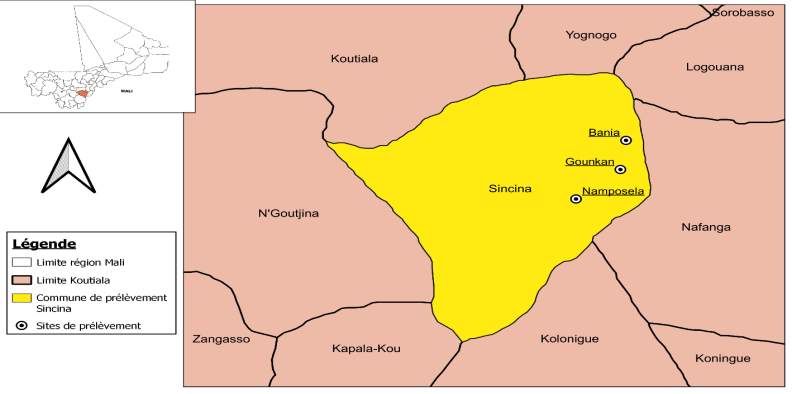 MALI
Sorobasso
Yognogo
Koutiala
Logouana
Bania
Gounkan
Sincina
Namposela
N'Goutjina
Nafanga
Légende
Limite région Mali
Limite Koutiala
Commune de prélèvement
Sincina
Sites de prélèvement
Zangasso
Kapala-Kou
Kolonigue
Koningue